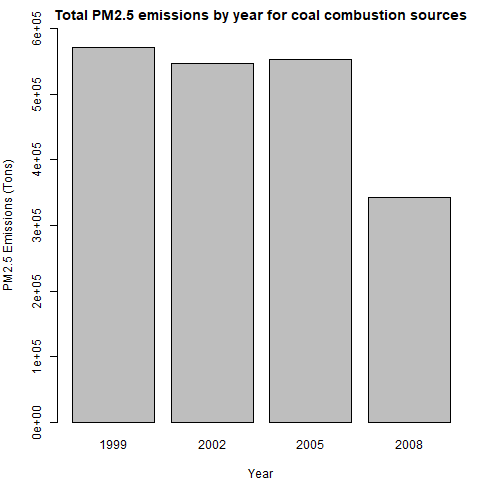 Total PM2.5 emissions by year for coal combustion sources
PM2.5 Emissions (Tons)
6e+05
5e+05
4e+05
3e+05
2e+05
1e+05
0e+00
1999 2002 2005 2008
Year